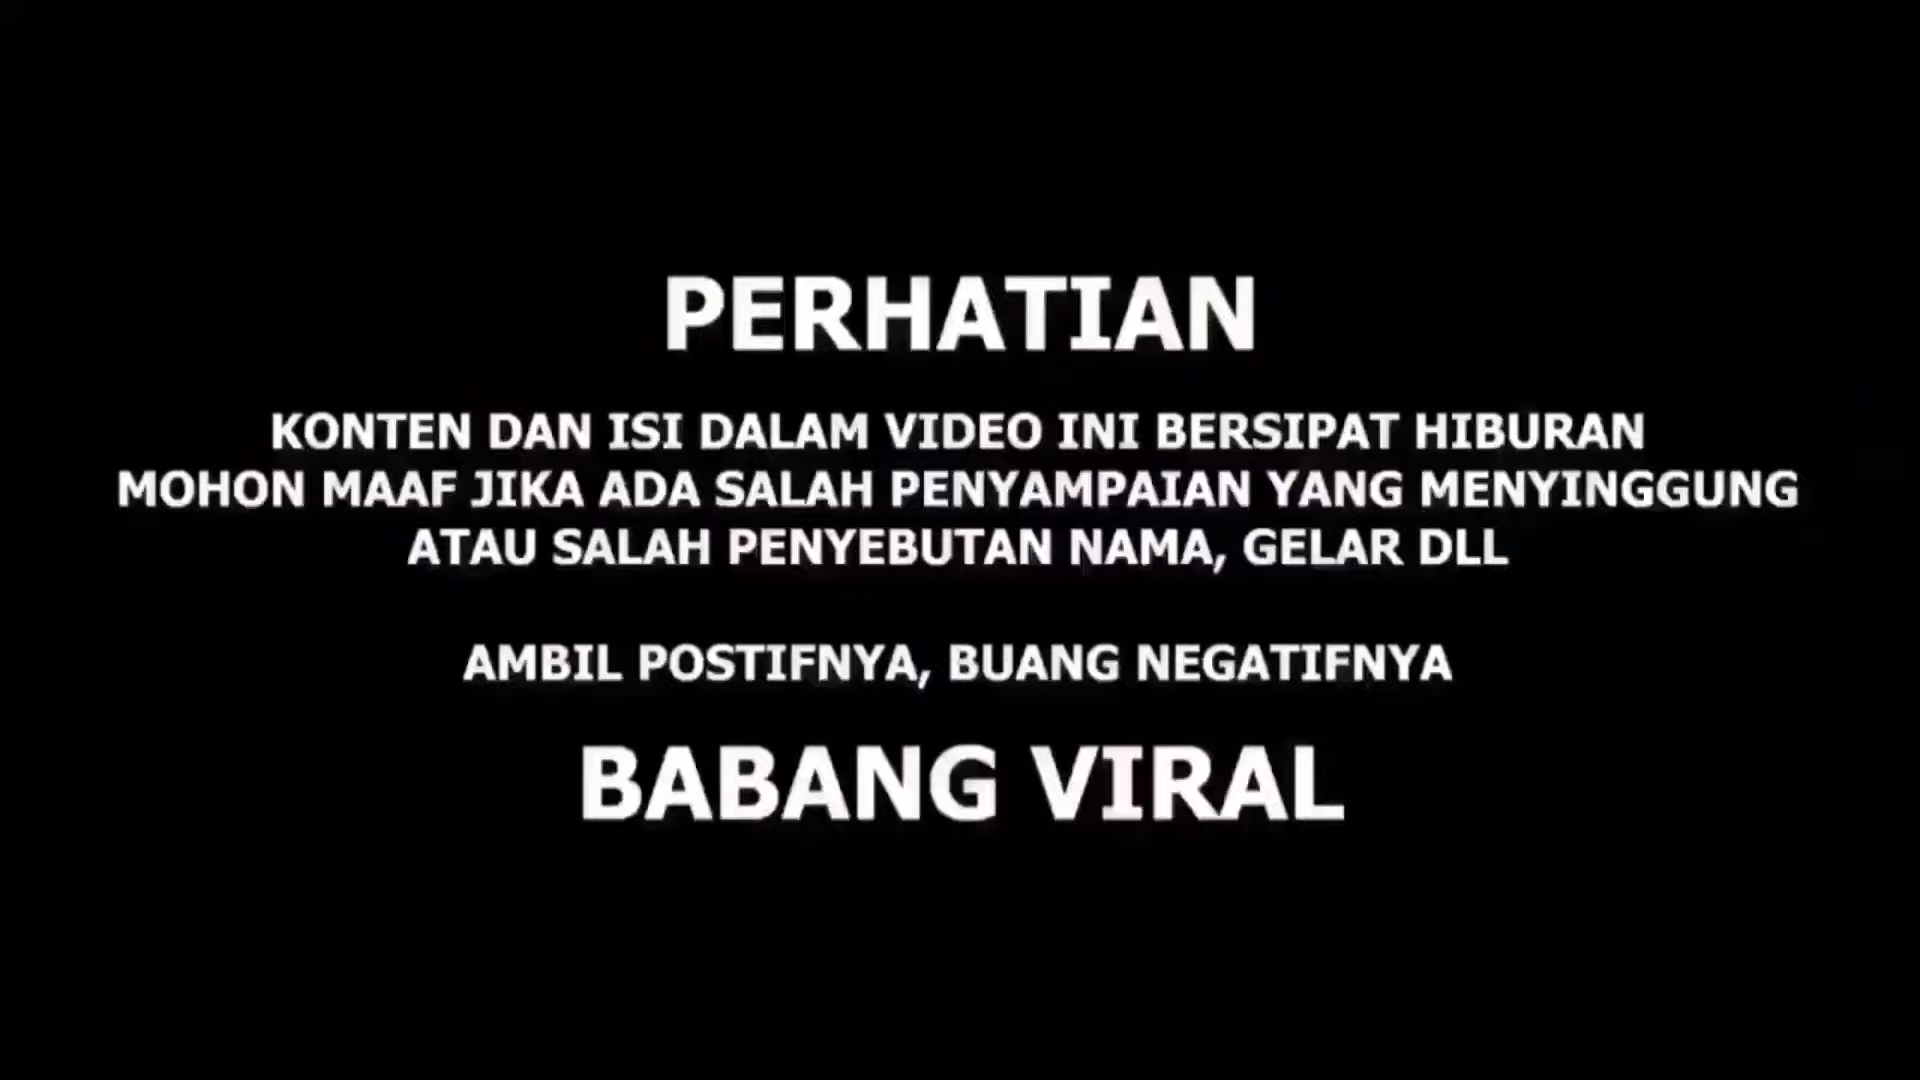 PERHATIAN
KONTEN DAN ISI DALAM VIDEO INI BERSIPAT HIBURAN
MOHON MAAF JIKA ADA SALAH PENYAMPAIAN YANG MENYINGGUNG
ATAU SALAH PENYEBUTAN NAMA, GELAR DLL
AMBIL POSTIFNYA, BUANG NEGATIFNYA
BABANG VIRAL